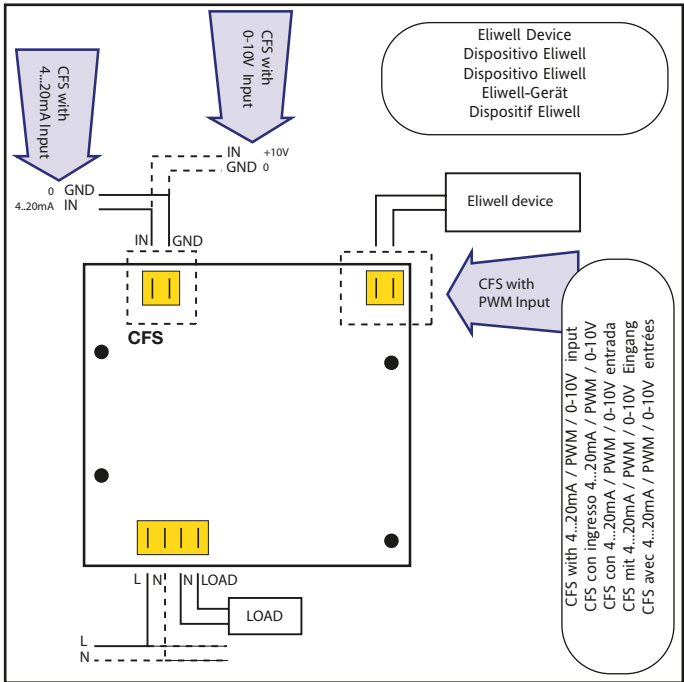 CFS with
4...20mA Input
CFS with
0-10V Input
Eliwell Device
Dispositivo Eliwell
Dispositivo Eliwell
Eliwell-Gerät
Dispositif Eliwell
IN +10V
GND 0
0 GND
4..20mA IN
IN GND
Eliwell device
CFS with
PWM Input
CFS
CFS with 4...20mA / PWM / 0-10V input
CFS con ingresso 4...20mA / PWM / 0-10V
CFS con 4...20mA / PWM / 0-10V entrada
CFS mit 4...20mA / PWM / 0-10V Eingang
CFS avec 4...20mA / PWM / 0-10V entrées
L N N LOAD
LOAD
L
N